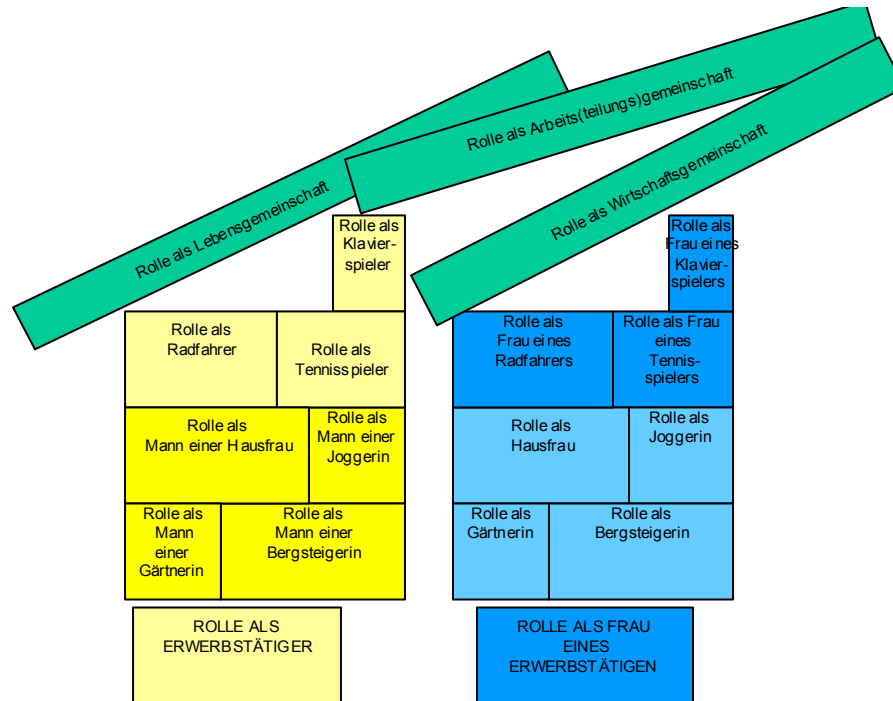 Rolle als Lebensgemeinschaft
Rolle als Arbeits(teilungs)gemeinschaft
Rolle als Wirtschaftsgemeinschaft
Rolle als
Klavier-
spieler
Rolle als
Radfahrer
Rolle als
Tennisspieler
Rolle als
Mann einer Hausfrau
Rolle als
Mann einer
Joggerin
Rolle als
Mann
einer
Gärtnerin
Rolle als
Mann einer
Bergsteigerin
ROLLE ALS
ERWERBSTÄTIGER
Rolle als
Frau eines
Klavier-
spielers
Rolle als
Frau eines
Radfahrers
Rolle als Frau
eines
Tennis-
spielers
Rolle als
Hausfrau
Rolle als
Joggerin
Rolle als
Gärtnerin
Rolle als
Bergsteigerin
ROLLE ALS FRAU
EINES
ERWERBSTÄTIGEN